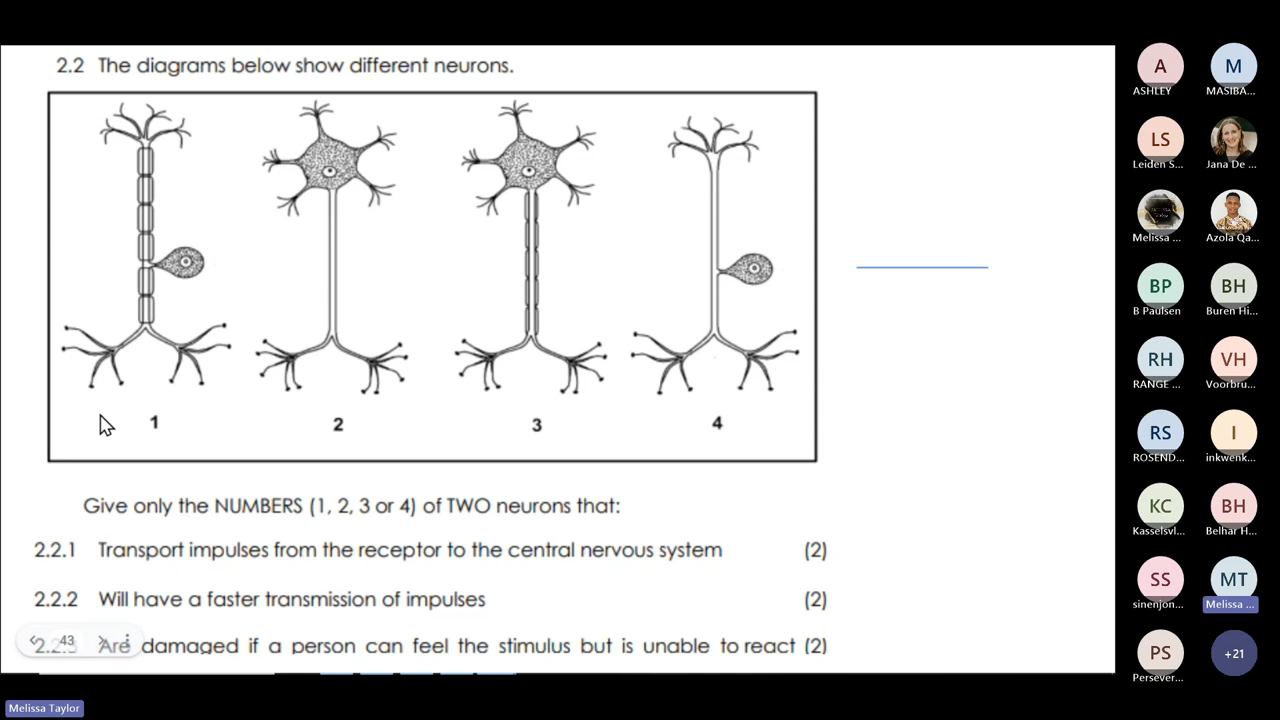 2.2 The diagrams below show different neurons.
1 2 3 4
Give only the NUMBERS (1, 2, 3 or 4) of TWO neurons that:
2.2.1 Transport impulses from the receptor to the central nervous system (2)
2.2.2 Will have a faster transmission of impulses (2)
Are damaged if a person can feel the stimulus but is unable to react (2)
43
A M
ASHLEY MASIBA...
LS
Leiden S... Jana De ...
Melissa ... Azola Qa...
BP BH
B Paulsen Buren Hi...
RH VH
RANGE ... Voorbru...
RS I
ROSEND... inkwenk...
KC BH
Kasselsvl... Belhar H...
SS MT
sinenjon... Melissa ...
PS +21
Persever...
Melissa Taylor